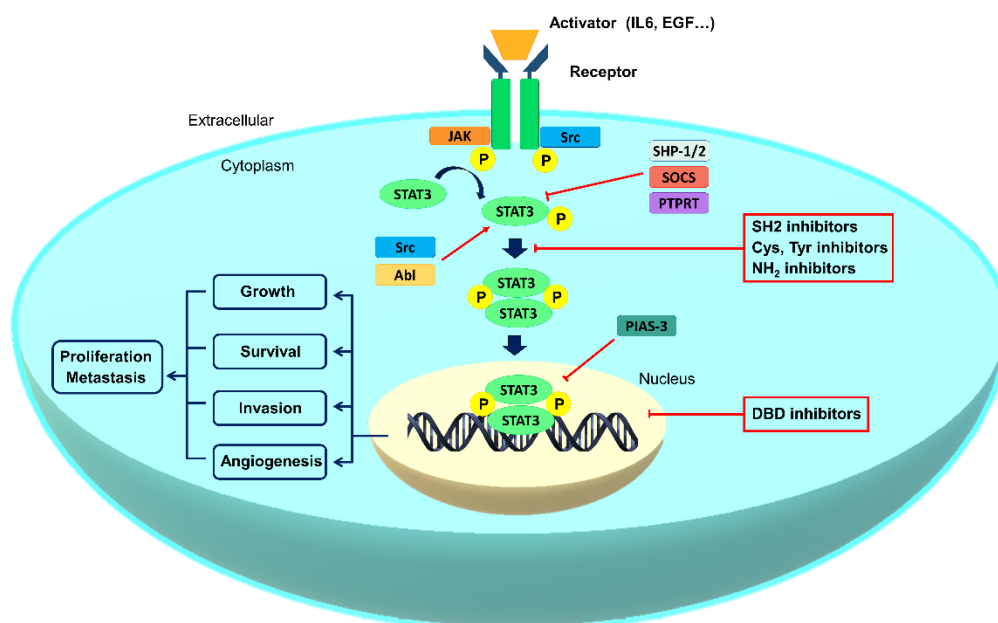 Activator (IL6, EGF...)
Receptor
Extracellular
JAK
Src
P
P
Cytoplasm
SHP-1/2
SOCS
PTPRT
STAT3
STAT3
P
SH2 inhibitors
Cys, Tyr inhibitors
NH₂ inhibitors
Src
Abl
STAT3
P
P
STAT3
Growth
PIAS-3
Survival
Proliferation
Metastasis
Nucleus
STAT3
P
P
STAT3
Invasion
DBD inhibitors
Angiogenesis